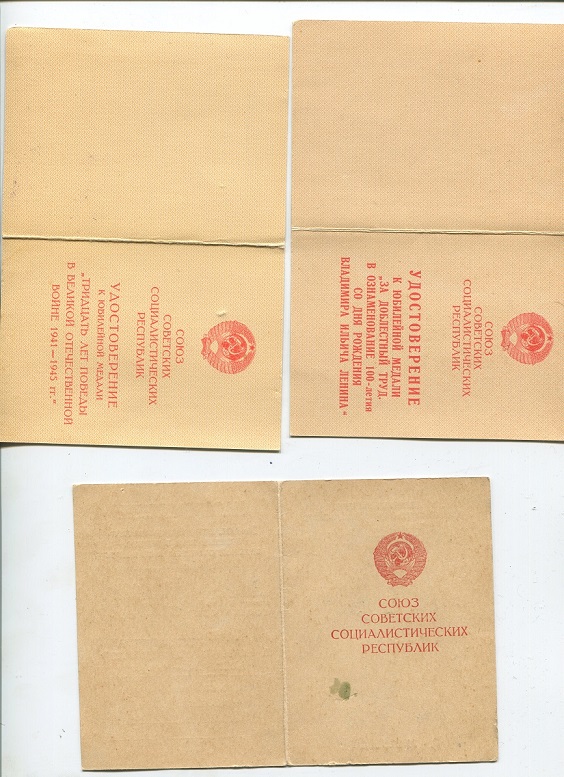 СОЮЗ
СОВЕТСКИХ
СОЦИАЛИСТИЧЕСКИХ
РЕСПУБЛИК
УДОСТОВЕРЕНИЕ
К ЮБИЛЕЙНОЙ МЕДАЛИ
„ТРИДЦАТЬ ЛЕТ ПОБЕДЫ
В ВЕЛИКОЙ ОТЕЧЕСТВЕННОЙ
ВОЙНЕ 1941—1945 гг."
СОЮЗ
СОВЕТСКИХ
СОЦИАЛИСТИЧЕСКИХ
РЕСПУБЛИК
УДОСТОВЕРЕНИЕ
К ЮБИЛЕЙНОЙ МЕДАЛИ
„ЗА ДОБЛЕСТНЫЙ ТРУД.
В ОЗНАМЕНОВАНИЕ 100-летия
СО ДНЯ РОЖДЕНИЯ
ВЛАДИМИРА ИЛЬИЧА ЛЕНИНА"
СОЮЗ
СОВЕТСКИХ
СОЦИАЛИСТИЧЕСКИХ
РЕСПУБЛИК